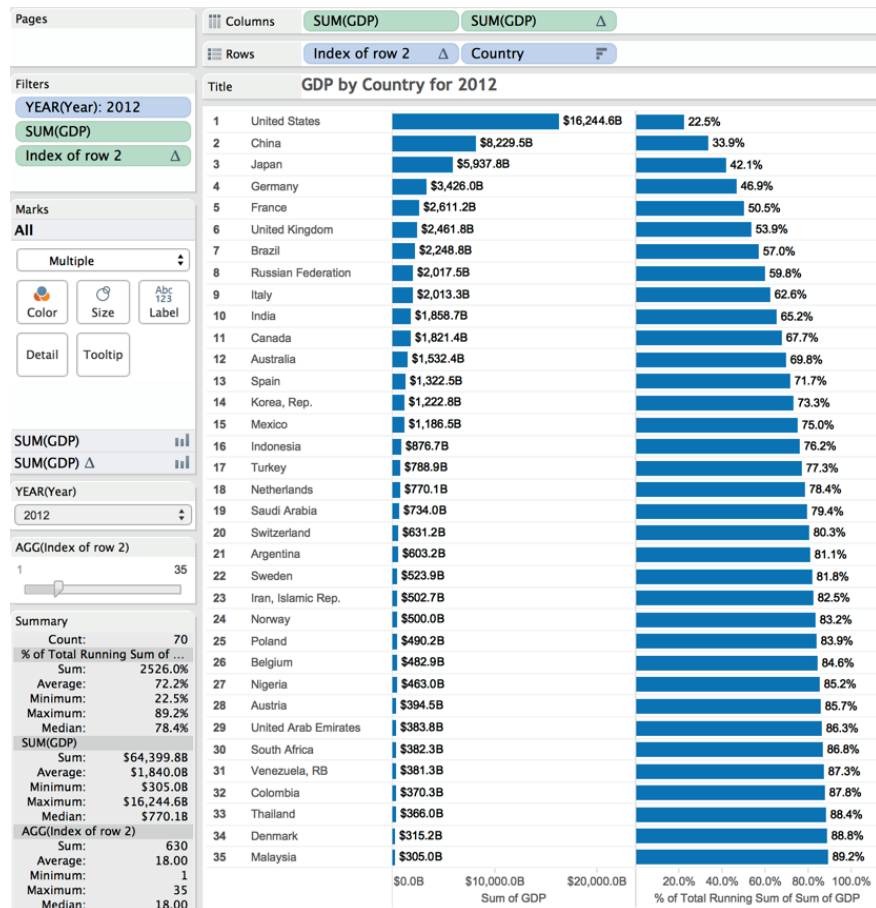 Pages
Columns SUM(GDP) SUM(GDP) Δ
Rows Index of row 2 Δ Country
Filters
YEAR(Year): 2012
SUM(GDP)
Index of row 2 Δ
Marks
All
Multiple
Color Size Abc 123 Label
Detail Tooltip
SUM(GDP)
SUM(GDP) Δ
YEAR(Year)
2012
AGG(Index of row 2)
1 35
Summary
Count: 70
% of Total Running Sum of ...
Sum: 2526.0%
Average: 72.2%
Minimum: 22.5%
Maximum: 89.2%
Median: 78.4%
SUM(GDP)
Sum: $64,399.8B
Average: $1,840.0B
Minimum: $305.0B
Maximum: $16,244.6B
Median: $770.1B
AGG(Index of row 2)
Sum: 630
Average: 18.00
Minimum: 1
Maximum: 35
Median: 18.00
Title GDP by Country for 2012
1 United States $16,244.6B 22.5%
2 China $8,229.5B 33.9%
3 Japan $5,937.8B 42.1%
4 Germany $3,426.0B 46.9%
5 France $2,611.2B 50.5%
6 United Kingdom $2,461.8B 53.9%
7 Brazil $2,248.8B 57.0%
8 Russian Federation $2,017.5B 59.8%
9 Italy $2,013.3B 62.6%
10 India $1,858.7B 65.2%
11 Canada $1,821.4B 67.7%
12 Australia $1,532.4B 69.8%
13 Spain $1,322.5B 71.7%
14 Korea, Rep. $1,222.8B 73.3%
15 Mexico $1,186.5B 75.0%
16 Indonesia $876.7B 76.2%
17 Turkey $788.9B 77.3%
18 Netherlands $770.1B 78.4%
19 Saudi Arabia $734.0B 79.4%
20 Switzerland $631.2B 80.3%
21 Argentina $603.2B 81.1%
22 Sweden $523.9B 81.8%
23 Iran, Islamic Rep. $502.7B 82.5%
24 Norway $500.0B 83.2%
25 Poland $490.2B 83.9%
26 Belgium $482.9B 84.6%
27 Nigeria $463.0B 85.2%
28 Austria $394.5B 85.7%
29 United Arab Emirates $383.8B 86.3%
30 South Africa $382.3B 86.8%
31 Venezuela, RB $381.3B 87.3%
32 Colombia $370.3B 87.8%
33 Thailand $366.0B 88.4%
34 Denmark $315.2B 88.8%
35 Malaysia $305.0B 89.2%
$0.0B $10,000.0B $20,000.0B 20.0% 40.0% 60.0% 80.0% 100.0%
Sum of GDP % of Total Running Sum of Sum of GDP